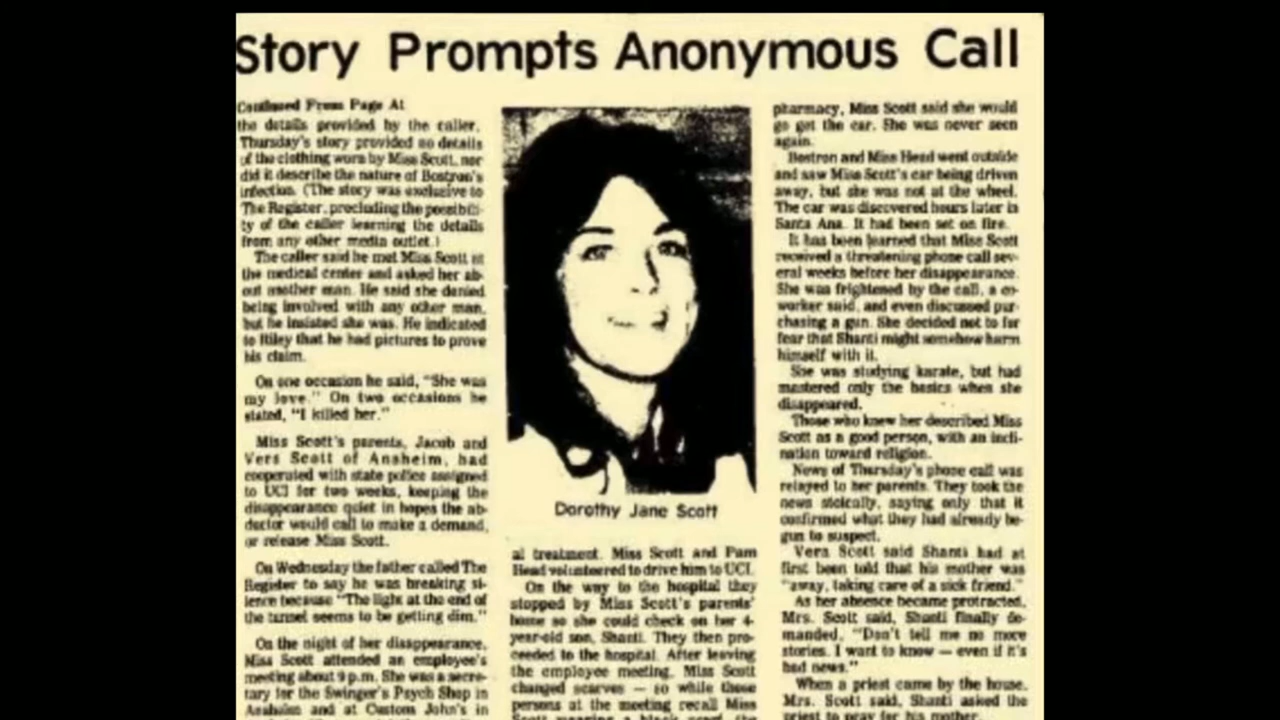 Story Prompts Anonymous Call
Continued From Page A1
the details provided by the caller.
Thursday's story provided no details
of the clothing worn by Miss Scott, nor
did it describe the nature of Bostron's
infection. (The story was exclusive to
The Register, precluding the possibili-
ty of the caller learning the details
from any other media outlet.)
The caller said he met Miss Scott at
the medical center and asked her ab-
out another man. He said she denied
being involved with any other man,
but he insisted she was. He indicated
to Riley that he had pictures to prove
his claim.
On one occasion he said, "She was
my love." On two occasions he
stated, "I killed her."
Miss Scott's parents, Jacob and
Vera Scott of Anaheim, had
cooperated with state police assigned
to UCI for two weeks, keeping the
disappearance quiet in hopes the ab-
ductor would call to make a demand,
or release Miss Scott.
On Wednesday the father called The
Register to say he was breaking si-
lence because "The light at the end of
the tunnel seems to be getting dim."
On the night of her disappearance,
Miss Scott attended an employee's
meeting about 9 p.m. She was a secre-
tary for the Swinger's Psych Shop in
Anaheim and at Custom John's in
Dorothy Jane Scott
al treatment. Miss Scott and Pam
Head volunteered to drive him to UCI.
On the way to the hospital they
stopped by Miss Scott's parents'
home so she could check on her 4-
year-old son, Shanti. They then pro-
ceeded to the hospital. After leaving
the employee meeting, Miss Scott
changed scarves — so while those
persons at the meeting recall Miss
Scott wearing a black scarf, the
pharmacy, Miss Scott said she would
go get the car. She was never seen
again.
Bostron and Miss Head went outside
and saw Miss Scott's car being driven
away, but she was not at the wheel.
The car was discovered hours later in
Santa Ana. It had been set on fire.
It has been learned that Miss Scott
received a threatening phone call sev-
eral weeks before her disappearance.
She was frightened by the call, a co-
worker said, and even discussed pur-
chasing a gun. She decided not to for
fear that Shanti might somehow harm
himself with it.
She was studying karate, but had
mastered only the basics when she
disappeared.
Those who knew her described Miss
Scott as a good person, with an incli-
nation toward religion.
News of Thursday's phone call was
relayed to her parents. They took the
news stoically, saying only that it
confirmed what they had already be-
gun to suspect.
Vera Scott said Shanti had at
first been told that his mother was
"away, taking care of a sick friend."
As her absence became protracted,
Mrs. Scott said, Shanti finally de-
manded, "Don't tell me no more
stories. I want to know — even if it's
bad news."
When a priest came by the house,
Mrs. Scott said, Shanti asked the
priest to pray for his mother.